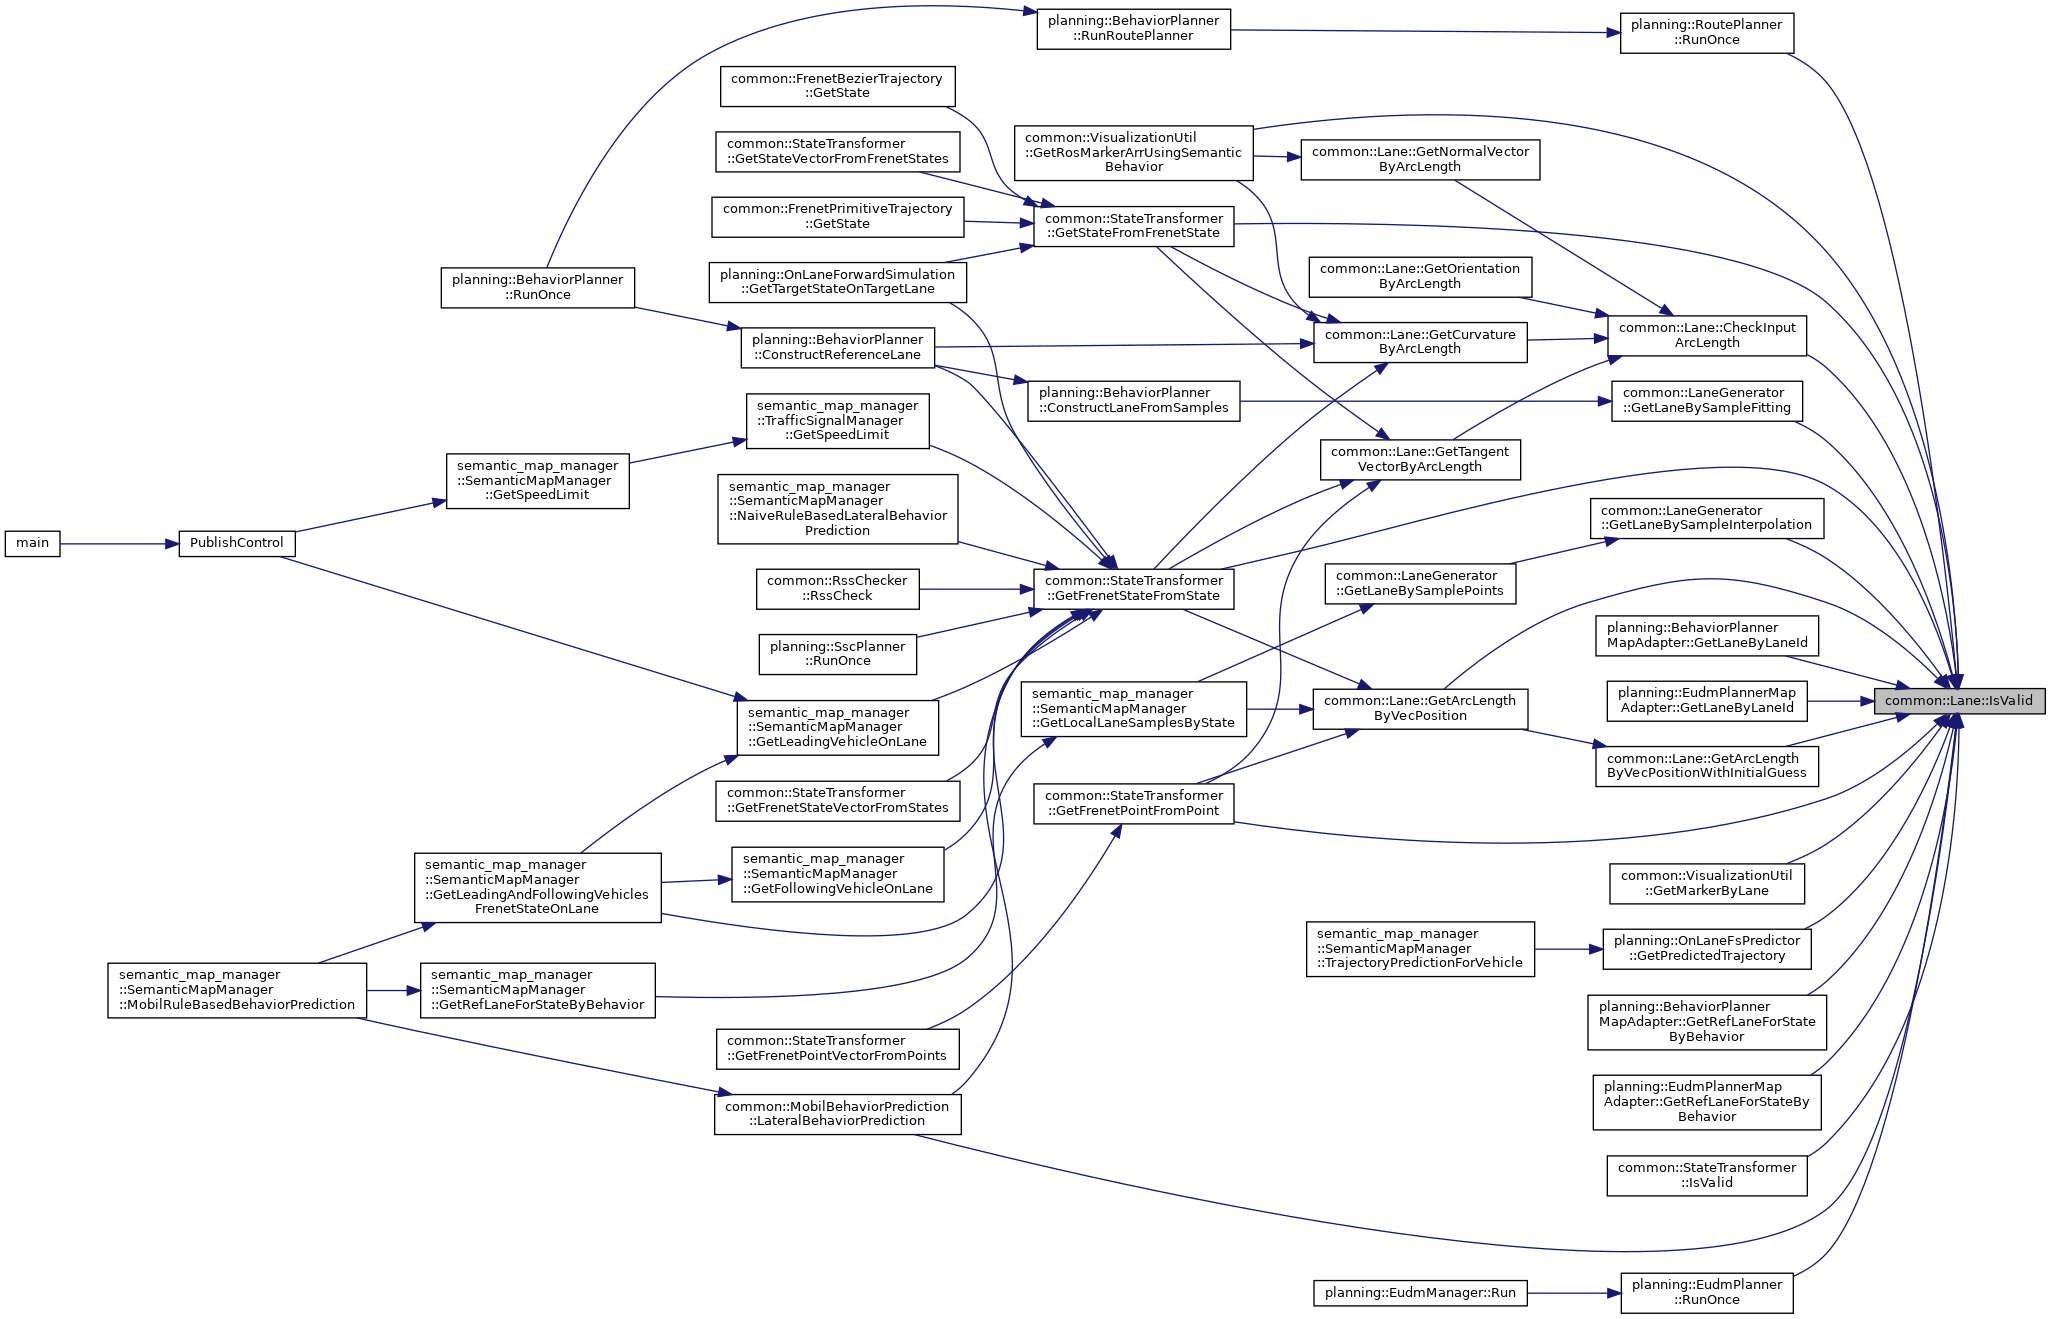 planning::BehaviorPlanner
::RunRoutePlanner
planning::RoutePlanner
::RunOnce
common::FrenetBezierTrajectory
::GetState
common::StateTransformer
::GetStateVectorFromFrenetStates
common::VisualizationUtil
::GetRosMarkerArrUsingSemantic
Behavior
common::Lane::GetNormalVector
ByArcLength
common::FrenetPrimitiveTrajectory
::GetState
common::StateTransformer
::GetStateFromFrenetState
planning::BehaviorPlanner
::RunOnce
planning::OnLaneForwardSimulation
::GetTargetStateOnTargetLane
common::Lane::GetOrientation
ByArcLength
planning::BehaviorPlanner
::ConstructReferenceLane
common::Lane::GetCurvature
ByArcLength
common::Lane::CheckInput
ArcLength
semantic_map_manager
::TrafficSignalManager
::GetSpeedLimit
planning::BehaviorPlanner
::ConstructLaneFromSamples
common::LaneGenerator
::GetLaneBySampleFitting
semantic_map_manager
::SemanticMapManager
::GetSpeedLimit
common::Lane::GetTangent
VectorByArcLength
semantic_map_manager
::SemanticMapManager
::NaiveRuleBasedLateralBehavior
Prediction
common::LaneGenerator
::GetLaneBySampleInterpolation
main
PublishControl
common::RssChecker
::RssCheck
common::StateTransformer
::GetFrenetStateFromState
common::LaneGenerator
::GetLaneBySamplePoints
planning::SscPlanner
::RunOnce
planning::BehaviorPlanner
MapAdapter::GetLaneByLaneId
semantic_map_manager
::SemanticMapManager
::GetLeadingVehicleOnLane
semantic_map_manager
::SemanticMapManager
::GetLocalLaneSamplesByState
common::Lane::GetArcLength
ByVecPosition
planning::EudmPlannerMap
Adapter::GetLaneByLaneId
common::Lane::IsValid
common::Lane::GetArcLength
ByVecPositionWithInitialGuess
common::StateTransformer
::GetFrenetStateVectorFromStates
common::StateTransformer
::GetFrenetPointFromPoint
semantic_map_manager
::SemanticMapManager
::GetLeadingAndFollowingVehicles
FrenetStateOnLane
semantic_map_manager
::SemanticMapManager
::GetFollowingVehicleOnLane
common::VisualizationUtil
::GetMarkerByLane
semantic_map_manager
::SemanticMapManager
::TrajectoryPredictionForVehicle
planning::OnLaneFsPredictor
::GetPredictedTrajectory
semantic_map_manager
::SemanticMapManager
::MobilRuleBasedBehaviorPrediction
semantic_map_manager
::SemanticMapManager
::GetRefLaneForStateByBehavior
planning::BehaviorPlanner
MapAdapter::GetRefLaneForState
ByBehavior
common::StateTransformer
::GetFrenetPointVectorFromPoints
planning::EudmPlannerMap
Adapter::GetRefLaneForStateBy
Behavior
common::MobilBehaviorPrediction
::LateralBehaviorPrediction
common::StateTransformer
::IsValid
planning::EudmManager::Run
planning::EudmPlanner
::RunOnce